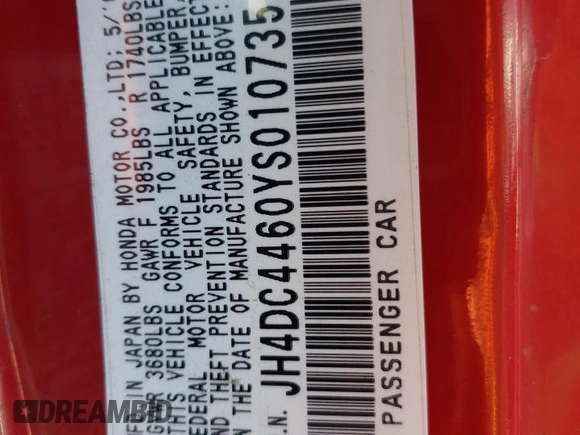 IN JAPAN BY HONDA MOTOR CO.,LTD; 5/
3680LBS GAWR F 1985LBS R 1740LBS
THIS VEHICLE CONFORMS TO ALL APPLICABLE
FEDERAL MOTOR VEHICLE SAFETY, BUMPER,
AND THEFT PREVENTION STANDARDS IN EFFECT
ON THE DATE OF MANUFACTURE SHOWN ABOVE:
I.N. JH4DC4460YS010735
PASSENGER CAR
DREAMBID